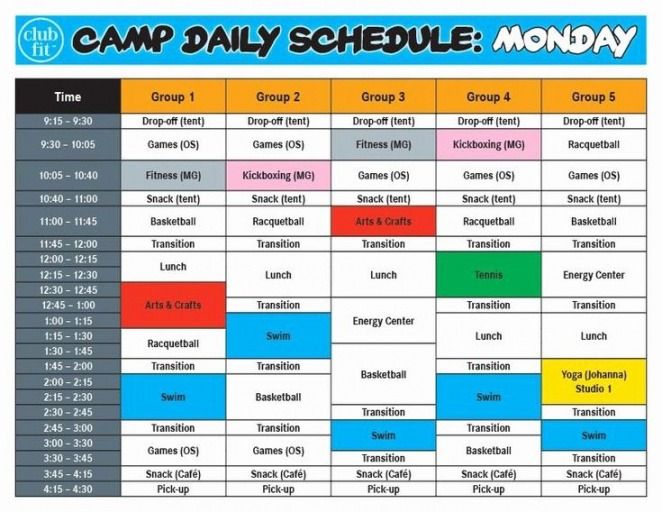 club fit™
CAMP DAILY SCHEDULE: MONDAY
Time Group 1 Group 2 Group 3 Group 4 Group 5
9:15 – 9:30 Drop-off (tent) Drop-off (tent) Drop-off (tent) Drop-off (tent) Drop-off (tent)
9:30 – 10:05 Games (OS) Games (OS) Fitness (MG) Kickboxing (MG) Racquetball
10:05 – 10:40 Fitness (MG) Kickboxing (MG) Games (OS) Games (OS) Games (OS)
10:40 – 11:00 Snack (tent) Snack (tent) Snack (tent) Snack (tent) Snack (tent)
11:00 – 11:45 Basketball Racquetball Arts & Crafts Racquetball Basketball
11:45 – 12:00 Transition Transition Transition Transition Transition
12:00 – 12:15 Lunch
12:15 – 12:30 Lunch Lunch Tennis Energy Center
12:30 – 12:45
12:45 – 1:00 Arts & Crafts Transition Transition Transition
1:00 – 1:15 Energy Center
1:15 – 1:30 Swim Lunch Lunch
1:30 – 1:45 Racquetball
1:45 – 2:00 Transition Transition Basketball Transition
2:00 – 2:15 Yoga (Johanna)
2:15 – 2:30 Swim Basketball Swim Studio 1
2:30 – 2:45 Transition Transition
2:45 – 3:00 Transition Transition Swim Transition Swim
3:00 – 3:30 Games (OS) Games (OS) Basketball
3:30 – 3:45 Transition Transition
3:45 – 4:15 Snack (Café) Snack (Café) Snack (Café) Snack (Café) Snack (Café)
4:15 – 4:30 Pick-up Pick-up Pick-up Pick-up Pick-up